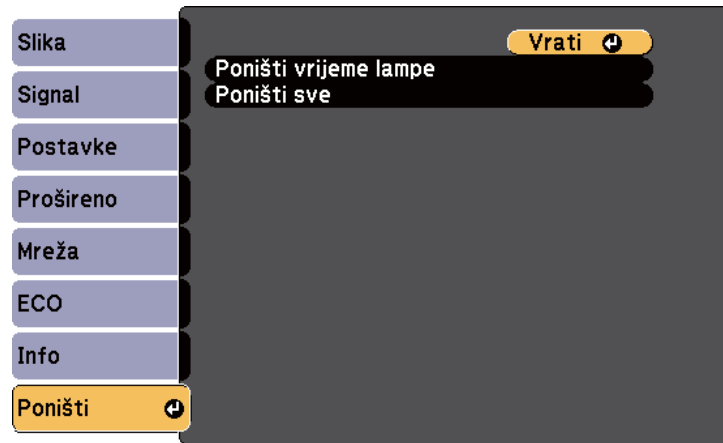 Slika
Signal
Postavke
Prošireno
Mreža
ECO
Info
Poništi
Vrati
Poništi vrijeme lampe
Poništi sve